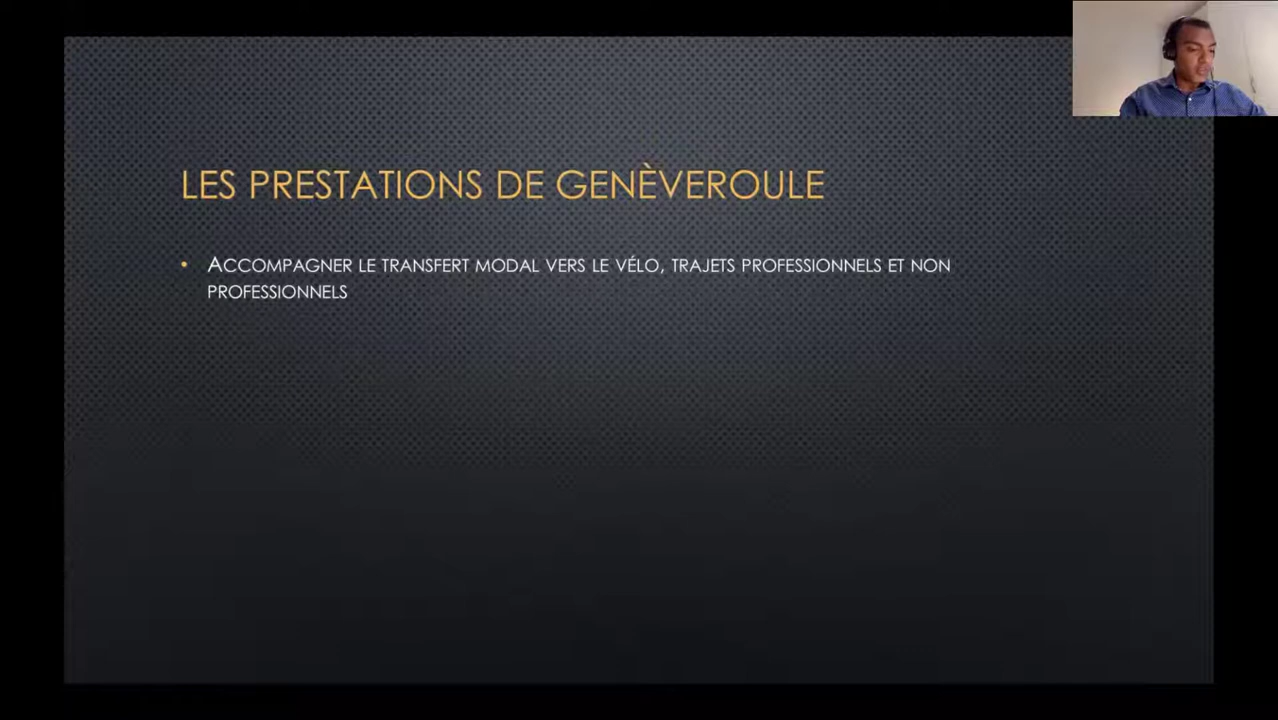 LES PRESTATIONS DE GENÈVEROULE
• ACCOMPAGNER LE TRANSFERT MODAL VERS LE VÉLO, TRAJETS PROFESSIONNELS ET NON
PROFESSIONNELS